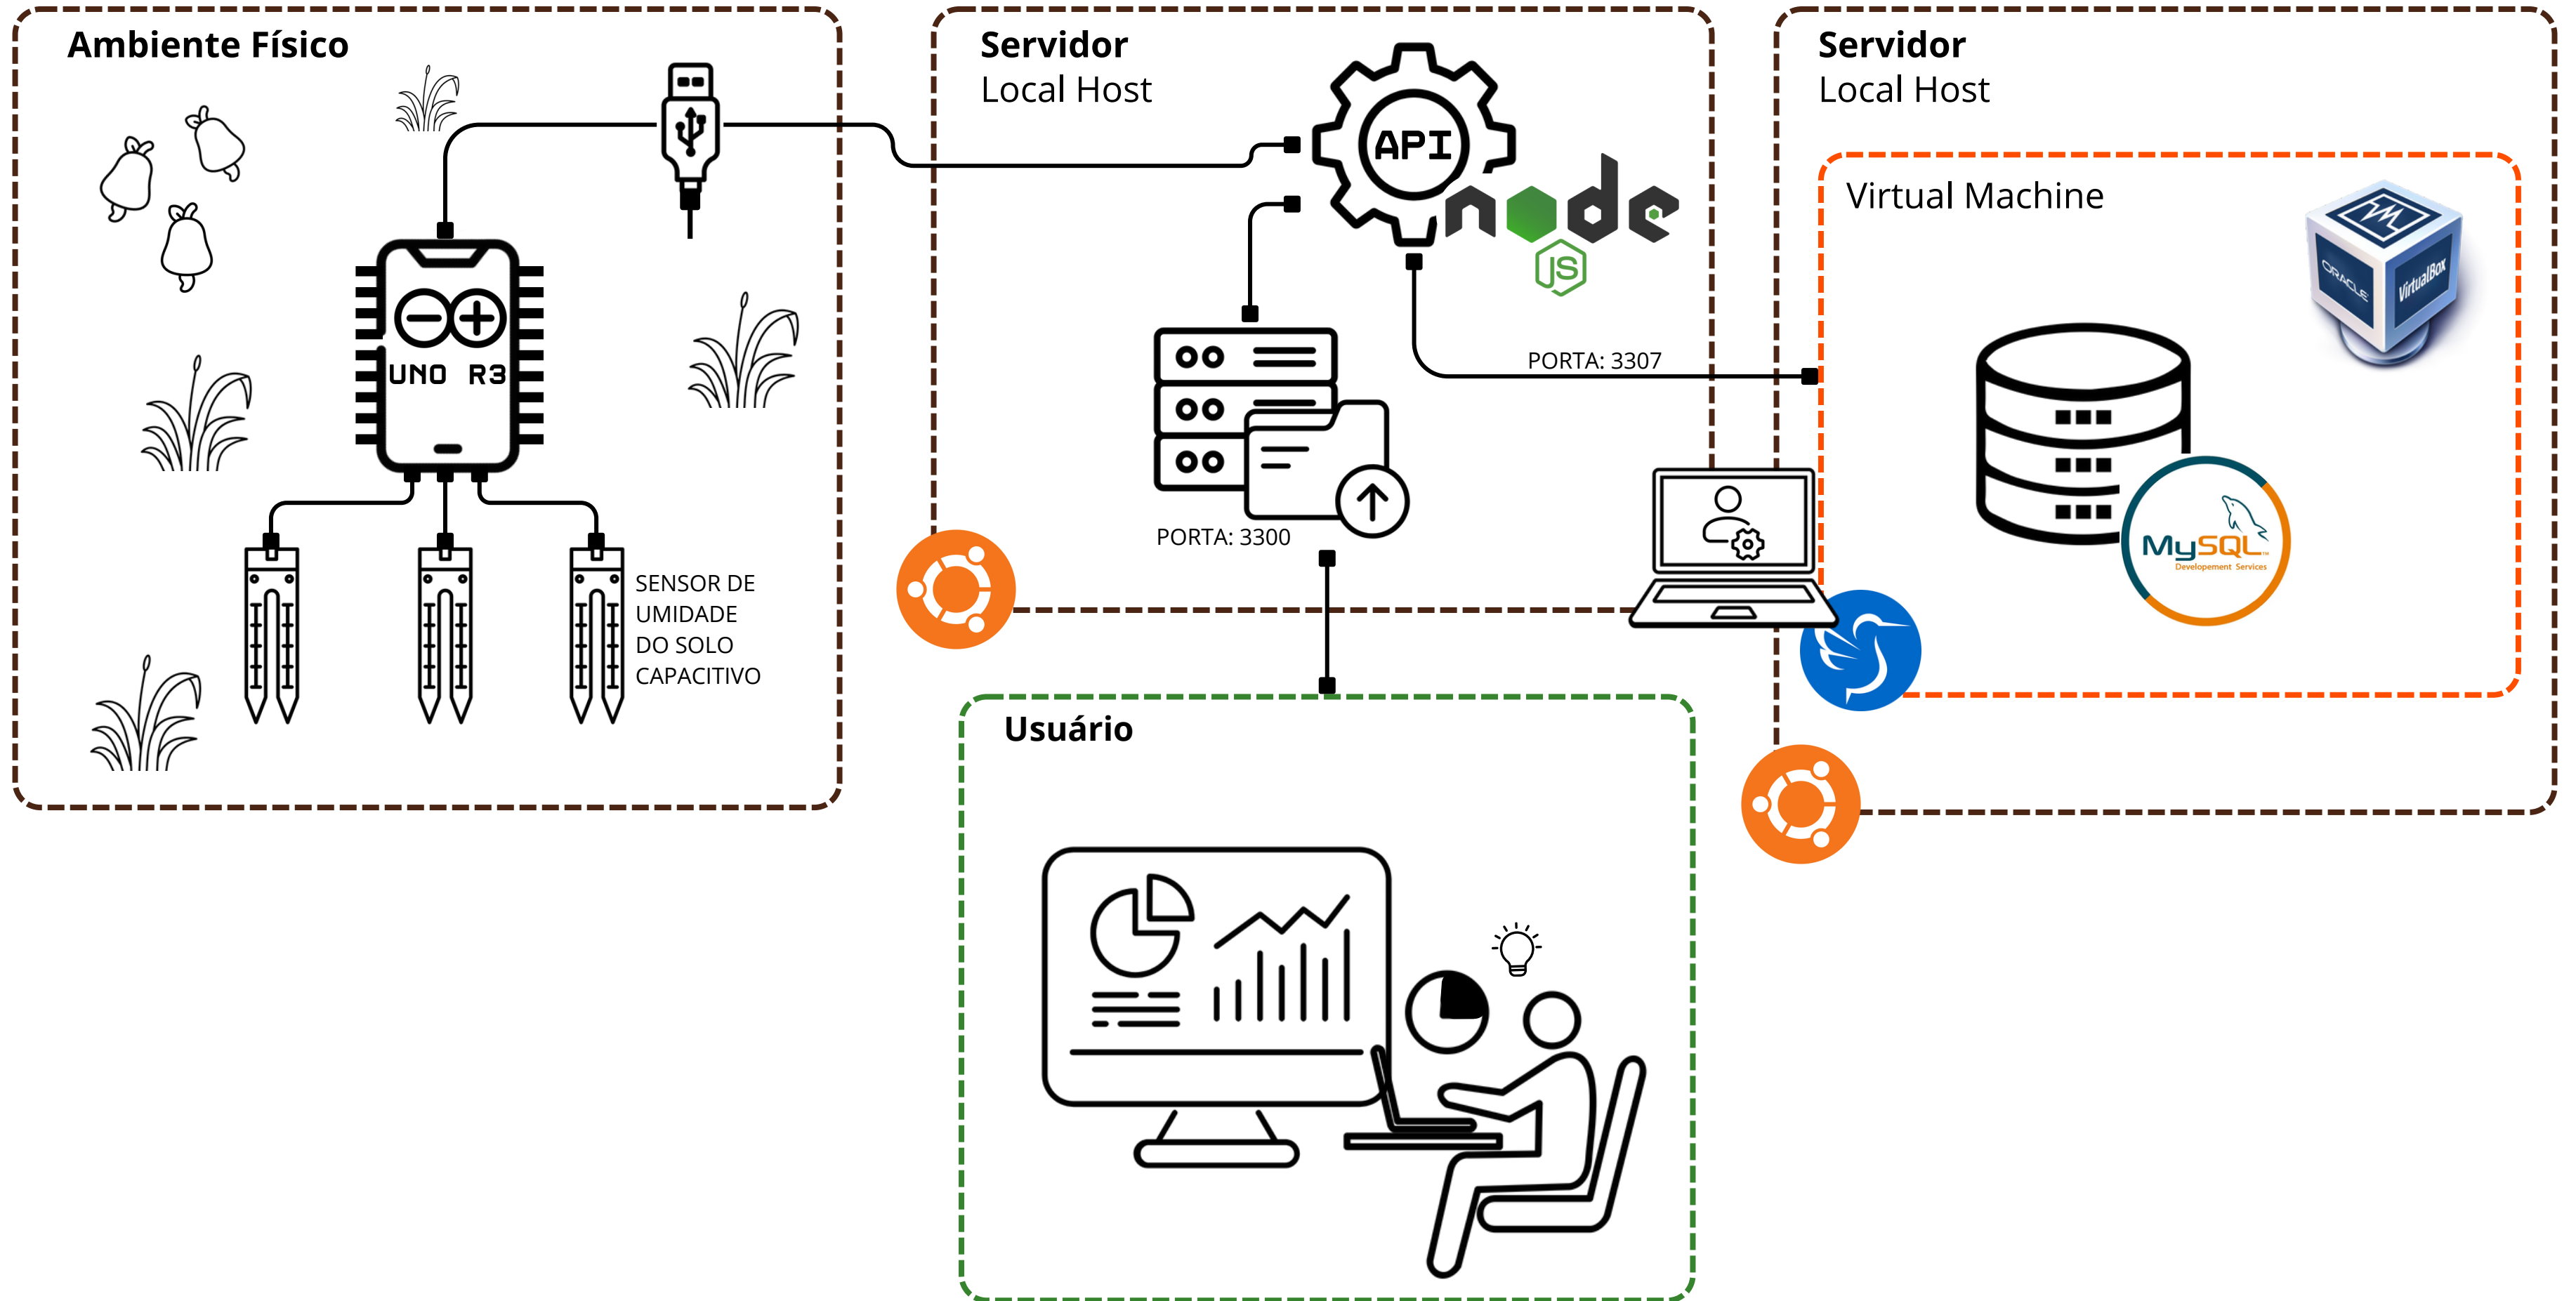 Ambiente Físico
UNO R3
SENSOR DE
UMIDADE
DO SOLO
CAPACITIVO
Servidor
Local Host
API
node
JS
PORTA: 3307
PORTA: 3300
Servidor
Local Host
Virtual Machine
ORACLE
VirtualBox
MySQL
Developement Services
Usuário